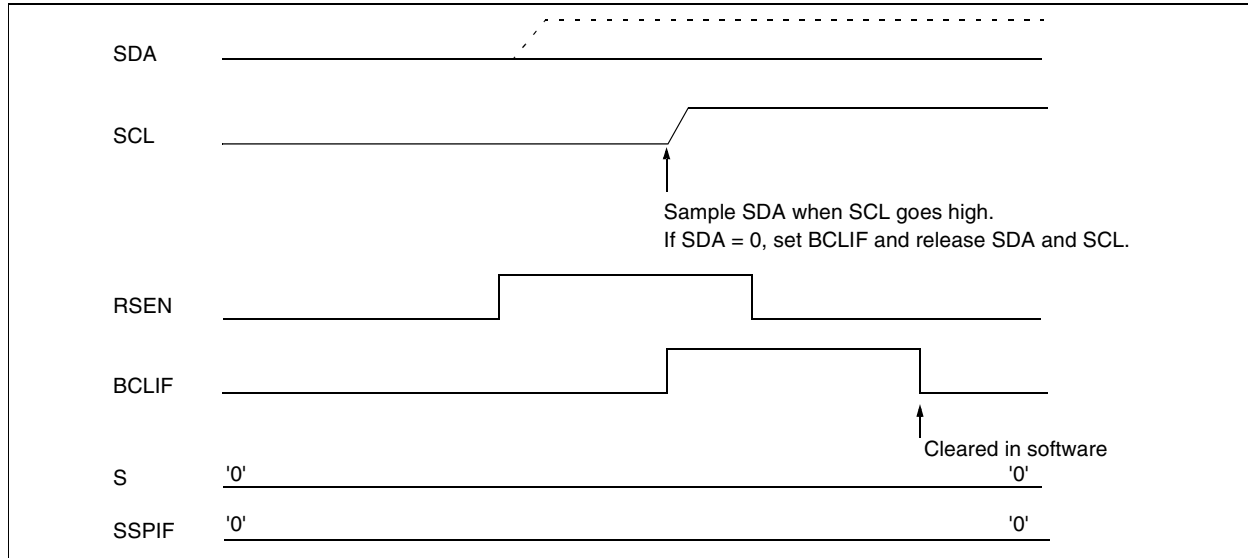 SDA
SCL
Sample SDA when SCL goes high.
If SDA = 0, set BCLIF and release SDA and SCL.
RSEN
BCLIF
Cleared in software
S '0' '0'
SSPIF '0' '0'